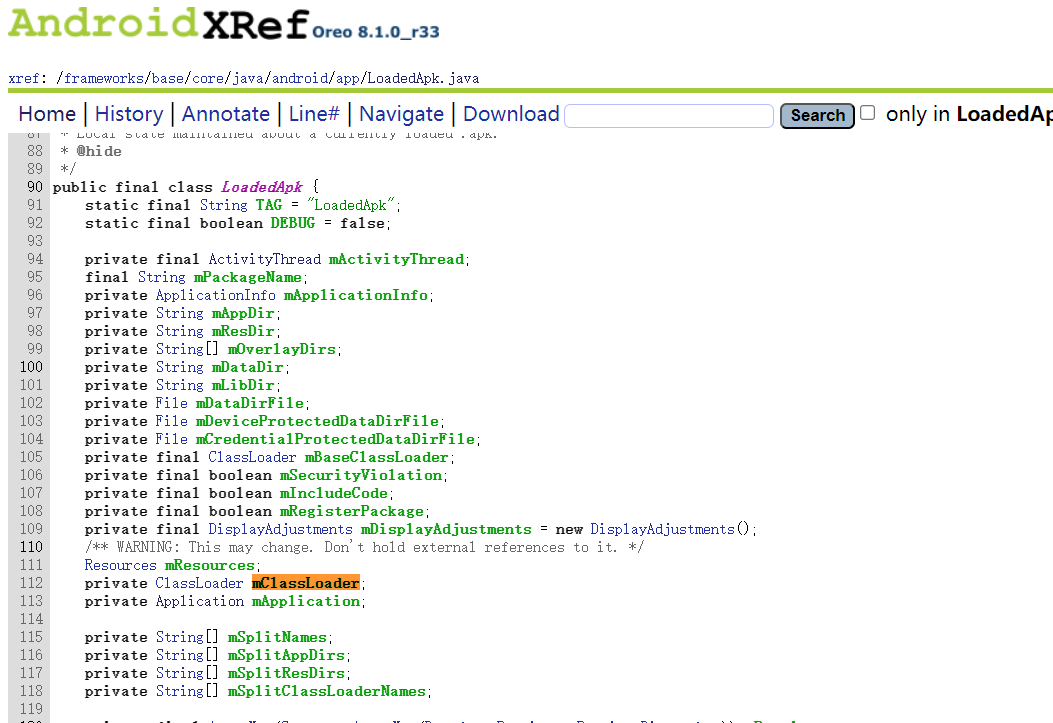 AndroidXRef Oreo 8.1.0_r33
xref: /frameworks/base/core/java/android/app/LoadedApk.java
Home | History | Annotate | Line# | Navigate | Download Search only in LoadedAp
87 * Local state maintained about a currently loaded .apk.
88 * @hide
89 */
90 public final class LoadedApk {
91 static final String TAG = "LoadedApk";
92 static final boolean DEBUG = false;
93
94 private final ActivityThread mActivityThread;
95 final String mPackageName;
96 private ApplicationInfo mApplicationInfo;
97 private String mAppDir;
98 private String mResDir;
99 private String[] mOverlayDirs;
100 private String mDataDir;
101 private String mLibDir;
102 private File mDataDirFile;
103 private File mDeviceProtectedDataDirFile;
104 private File mCredentialProtectedDataDirFile;
105 private final ClassLoader mBaseClassLoader;
106 private final boolean mSecurityViolation;
107 private final boolean mIncludeCode;
108 private final boolean mRegisterPackage;
109 private final DisplayAdjustments mDisplayAdjustments = new DisplayAdjustments();
110 /** WARNING: This may change. Don't hold external references to it. */
111 Resources mResources;
112 private ClassLoader mClassLoader;
113 private Application mApplication;
114
115 private String[] mSplitNames;
116 private String[] mSplitAppDirs;
117 private String[] mSplitResDirs;
118 private String[] mSplitClassLoaderNames;
119